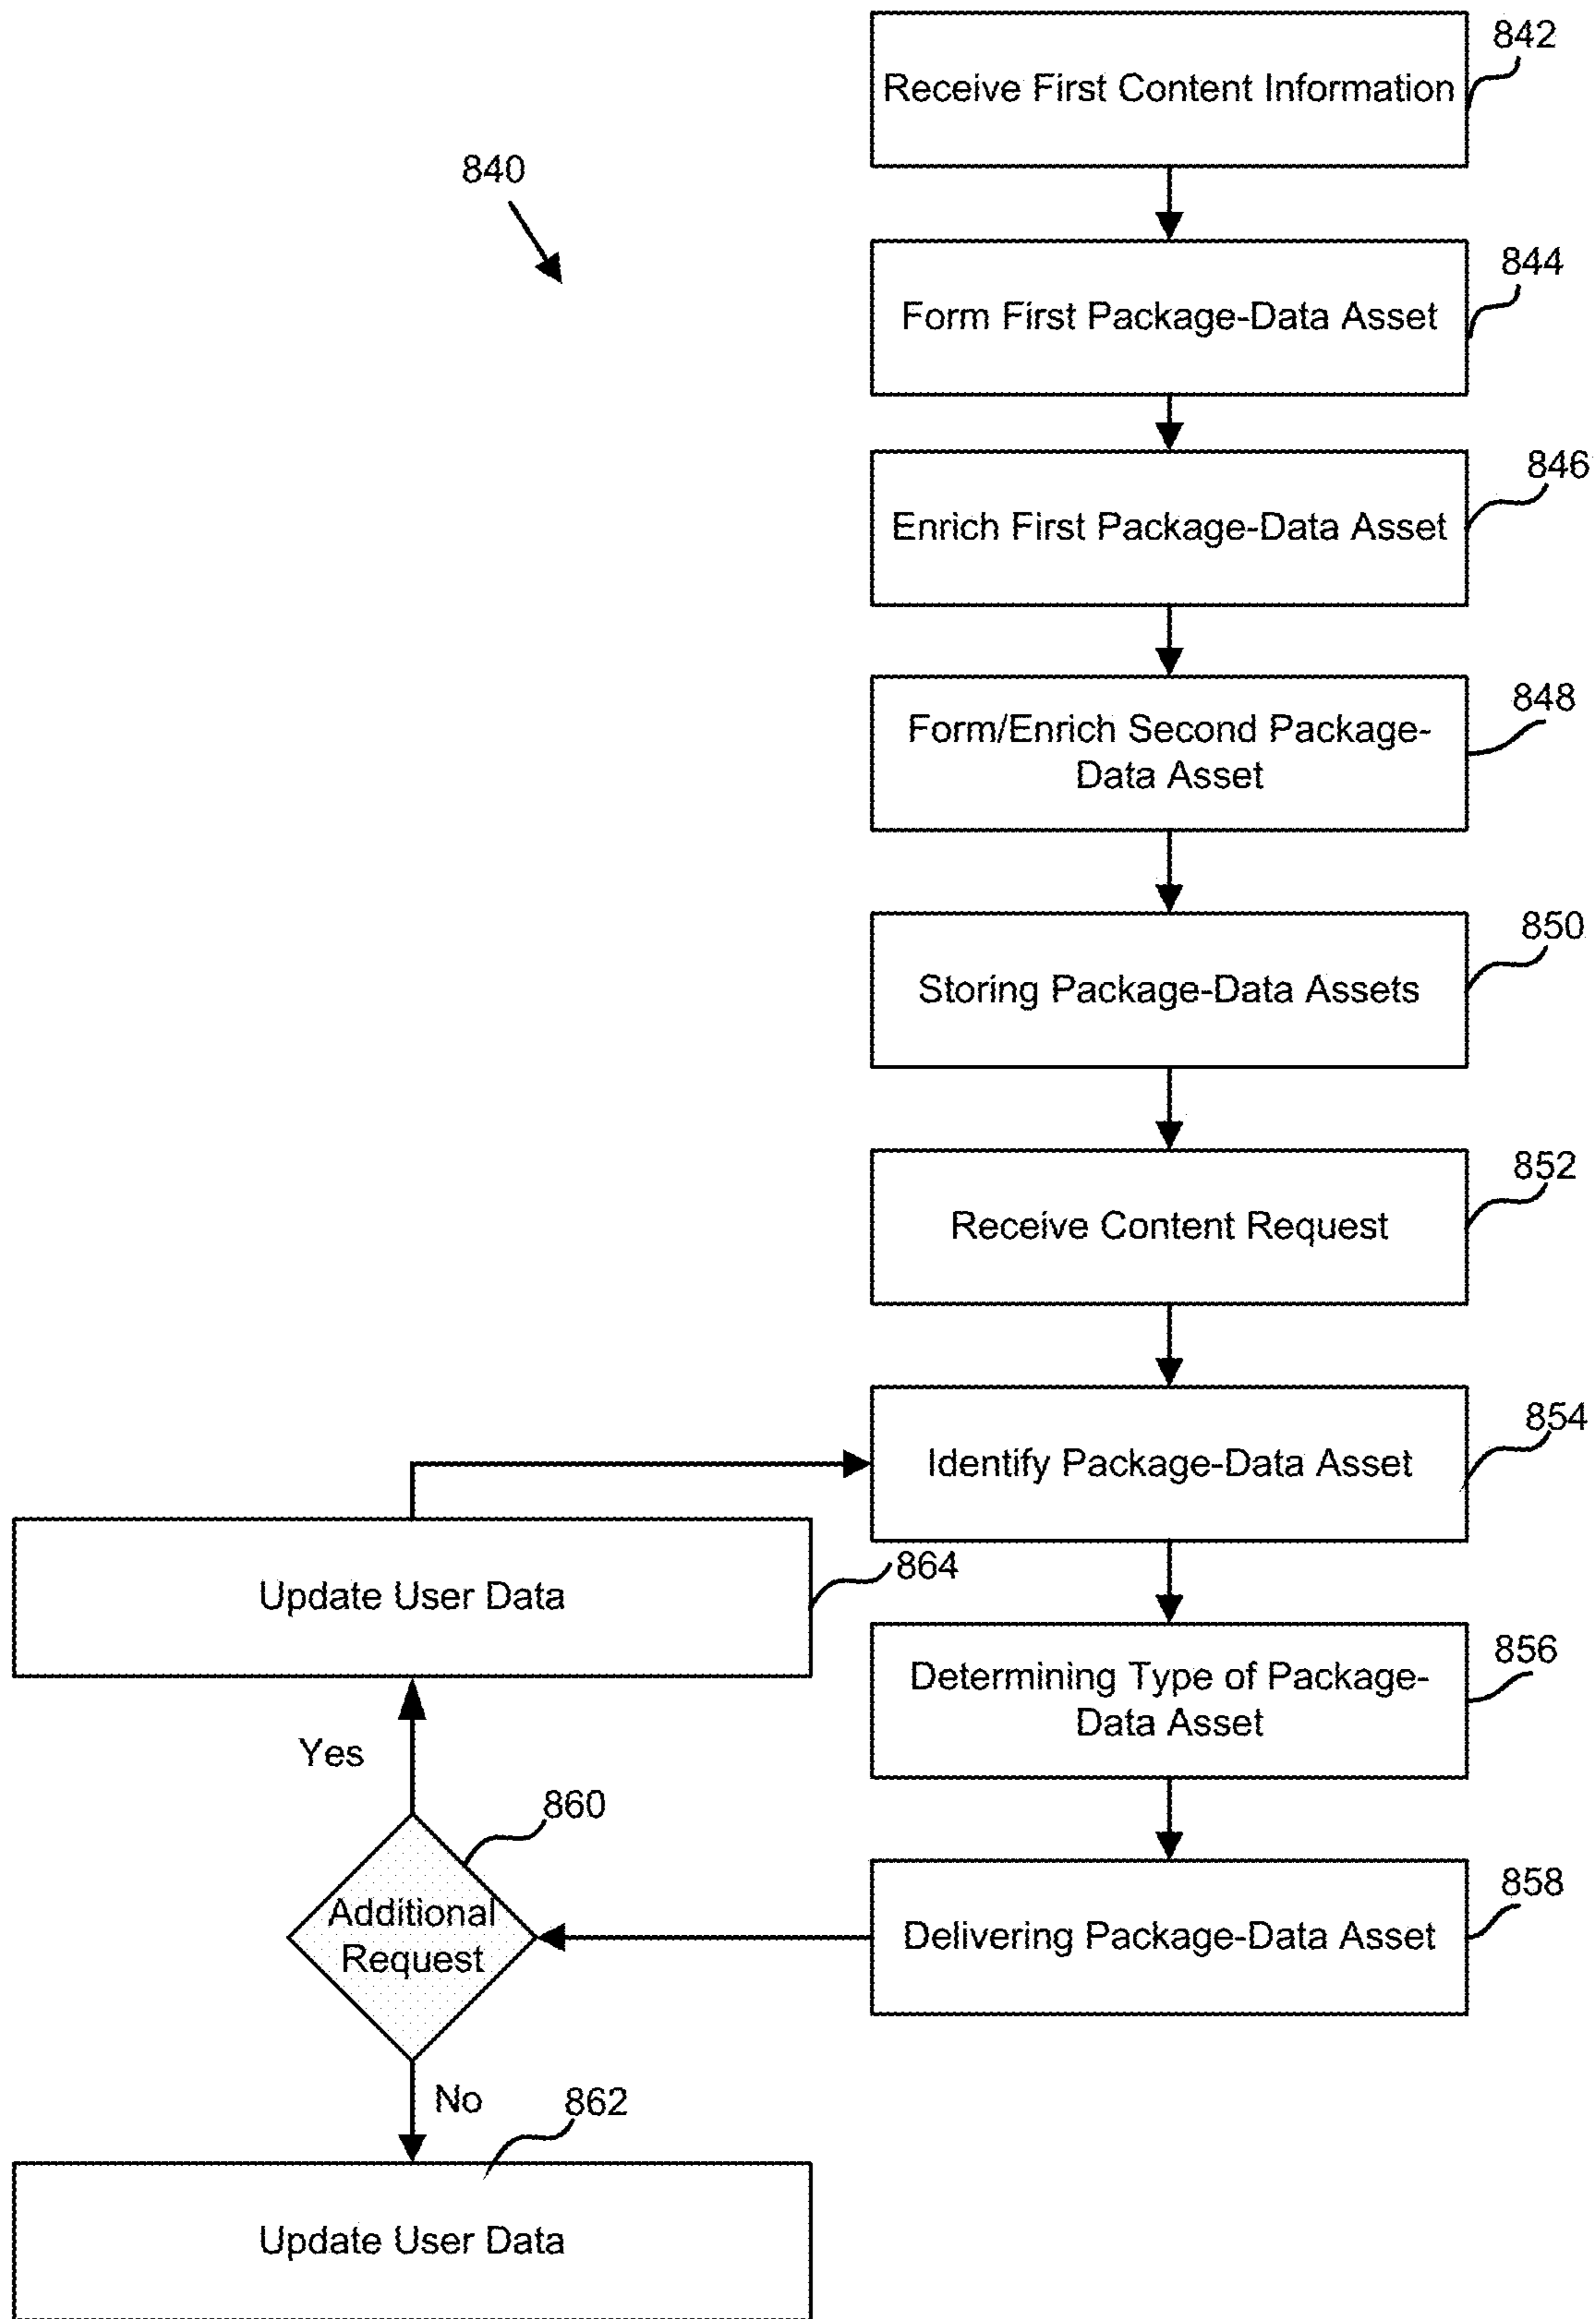 842
Receive First Content Information
840
844
Form First Package-Data Asset
846
Enrich First Package-Data Asset
848
Form/Enrich Second Package-
Data Asset
850
Storing Package-Data Assets
852
Receive Content Request
854
Identify Package-Data Asset
864
Update User Data
856
Determining Type of Package-
Data Asset
Yes
860
858
Additional
Request
Delivering Package-Data Asset
No
862
Update User Data